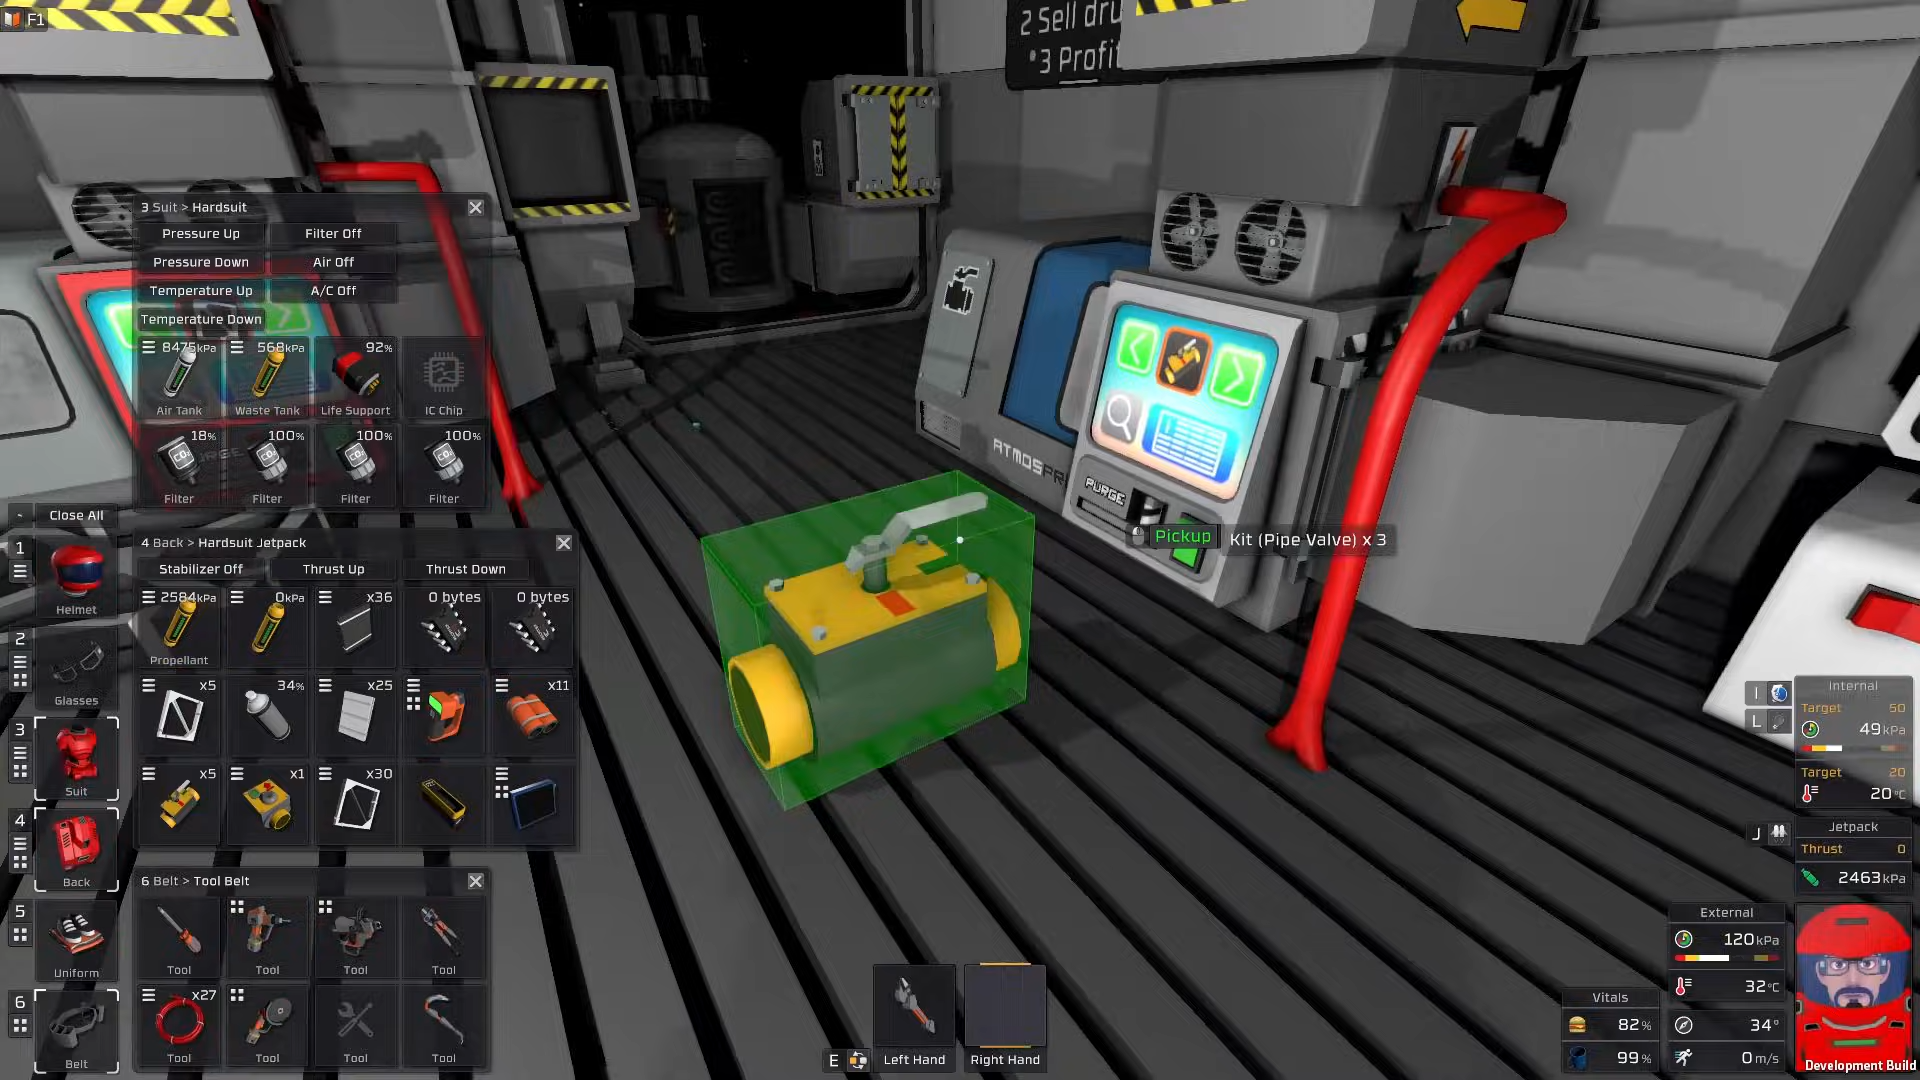 F1
2 Sell dru
*3 Profit
3 Suit > Hardsuit
Pressure Up
Filter Off
Pressure Down
Air Off
Temperature Up
A/C Off
Temperature Down
8475kPa
568kPa
92%
Air Tank
Waste Tank
Life Support
IC Chip
18%
100%
100%
100%
CO₂
CO₂
CO₂
CO₂
Filter
Filter
Filter
Filter
~
Close All
1
Helmet
2
Glasses
3
Suit
4
Back
5
Uniform
6
Belt
4 Back > Hardsuit Jetpack
Stabilizer Off
Thrust Up
Thrust Down
2584kPa
0kPa
x36
0 bytes
0 bytes
Propellant
x5
34%
x25
x11
x5
x1
x30
6 Belt > Tool Belt
Tool
Tool
Tool
Tool
x27
Tool
Tool
Tool
Tool
ATMOS
PURGE
Pickup
Kit (Pipe Valve) x 3
E
Left Hand
Right Hand
I
L
Internal
Target 50
49kPa
Target 20
20°C
J
Jetpack
Thrust 0
2463kPa
External
120kPa
32°C
34°
0m/s
Vitals
82%
99%
Development Build